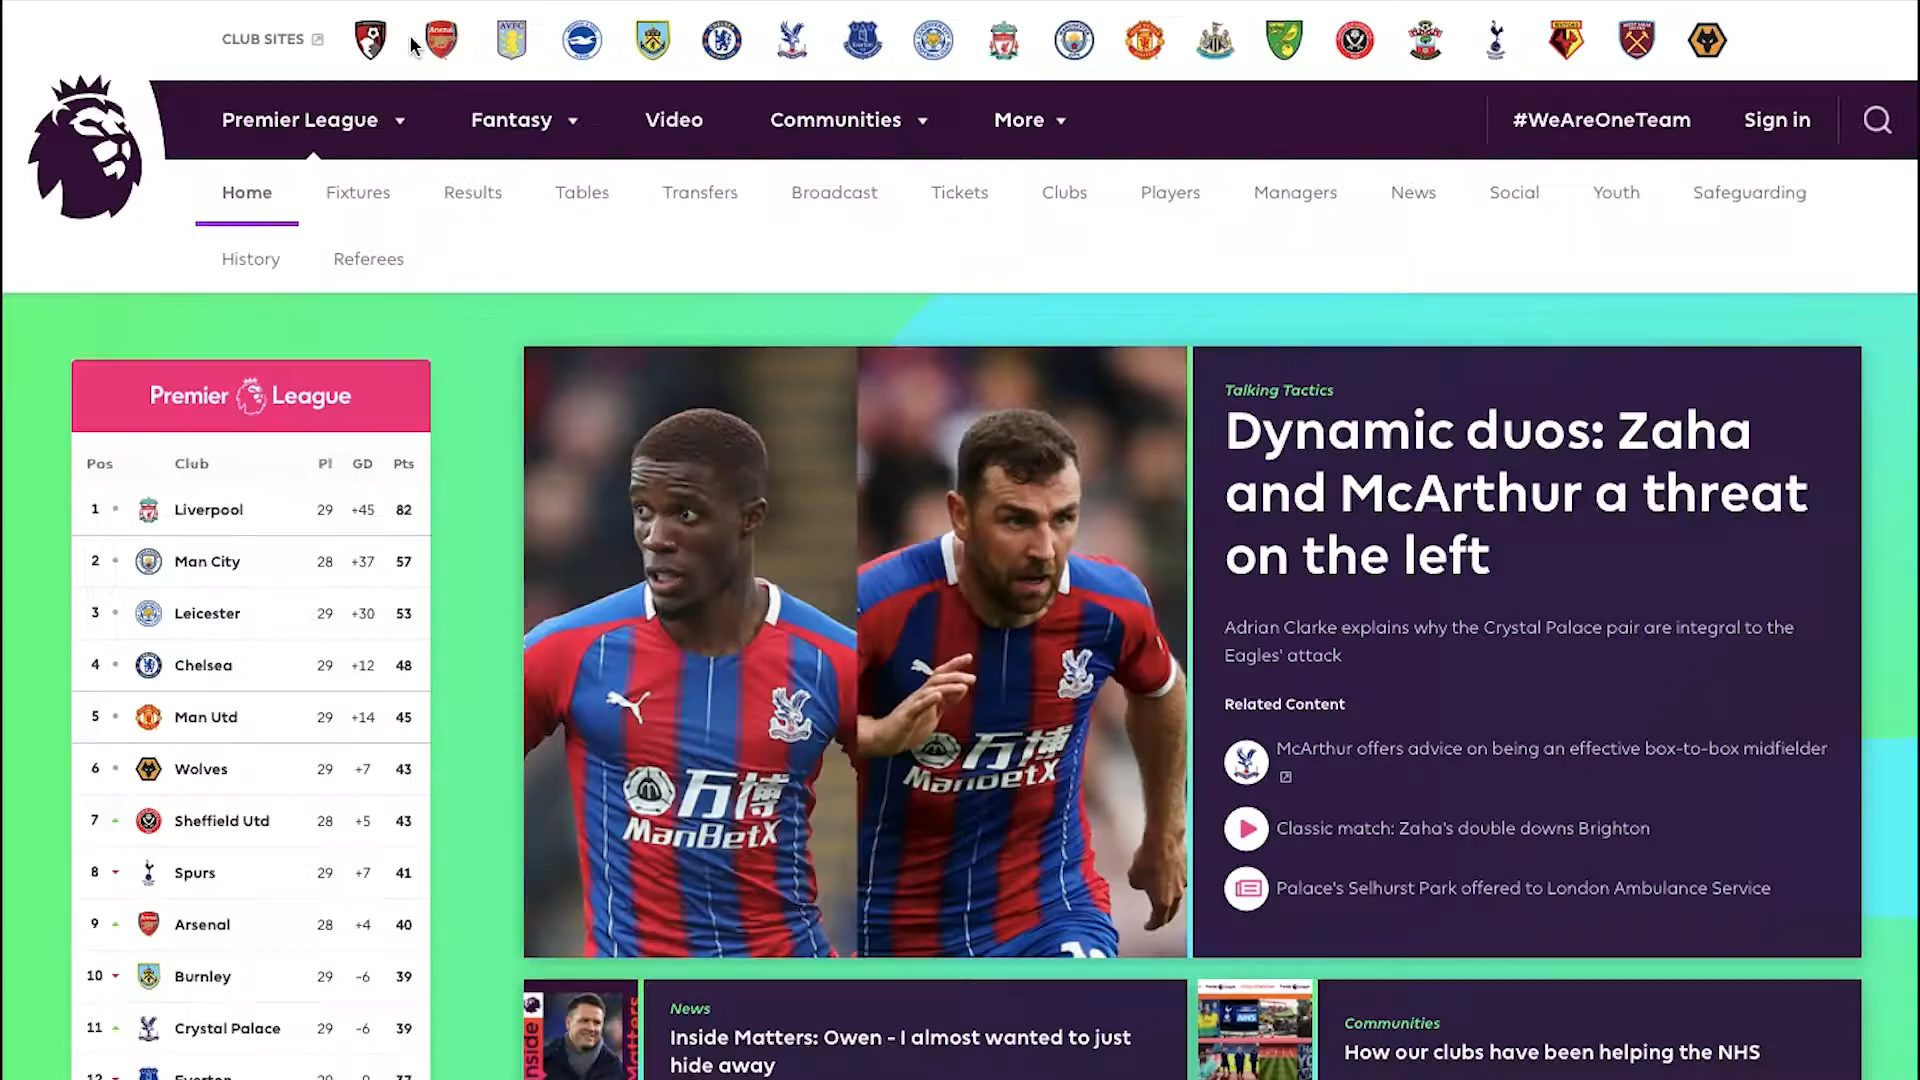 CLUB SITES
Premier League
Fantasy
Video
Communities
More
#WeAreOneTeam
Sign in
Home
Fixtures
Results
Tables
Transfers
Broadcast
Tickets
Clubs
Players
Managers
News
Social
Youth
Safeguarding
History
Referees
Premier League
Pos Club Pl GD Pts
1 Liverpool 29 +45 82
2 Man City 28 +37 57
3 Leicester 29 +30 53
4 Chelsea 29 +12 48
5 Man Utd 29 +14 45
6 Wolves 29 +7 43
7 Sheffield Utd 28 +5 43
8 Spurs 29 +7 41
9 Arsenal 28 +4 40
10 Burnley 29 -6 39
11 Crystal Palace 29 -6 39
万博
ManBetX
万博
ManBetX
Talking Tactics
Dynamic duos: Zaha
and McArthur a threat
on the left
Adrian Clarke explains why the Crystal Palace pair are integral to the
Eagles' attack
Related Content
McArthur offers advice on being an effective box-to-box midfielder
Classic match: Zaha's double downs Brighton
Palace's Selhurst Park offered to London Ambulance Service
News
Inside Matters: Owen - I almost wanted to just
hide away
Communities
How our clubs have been helping the NHS